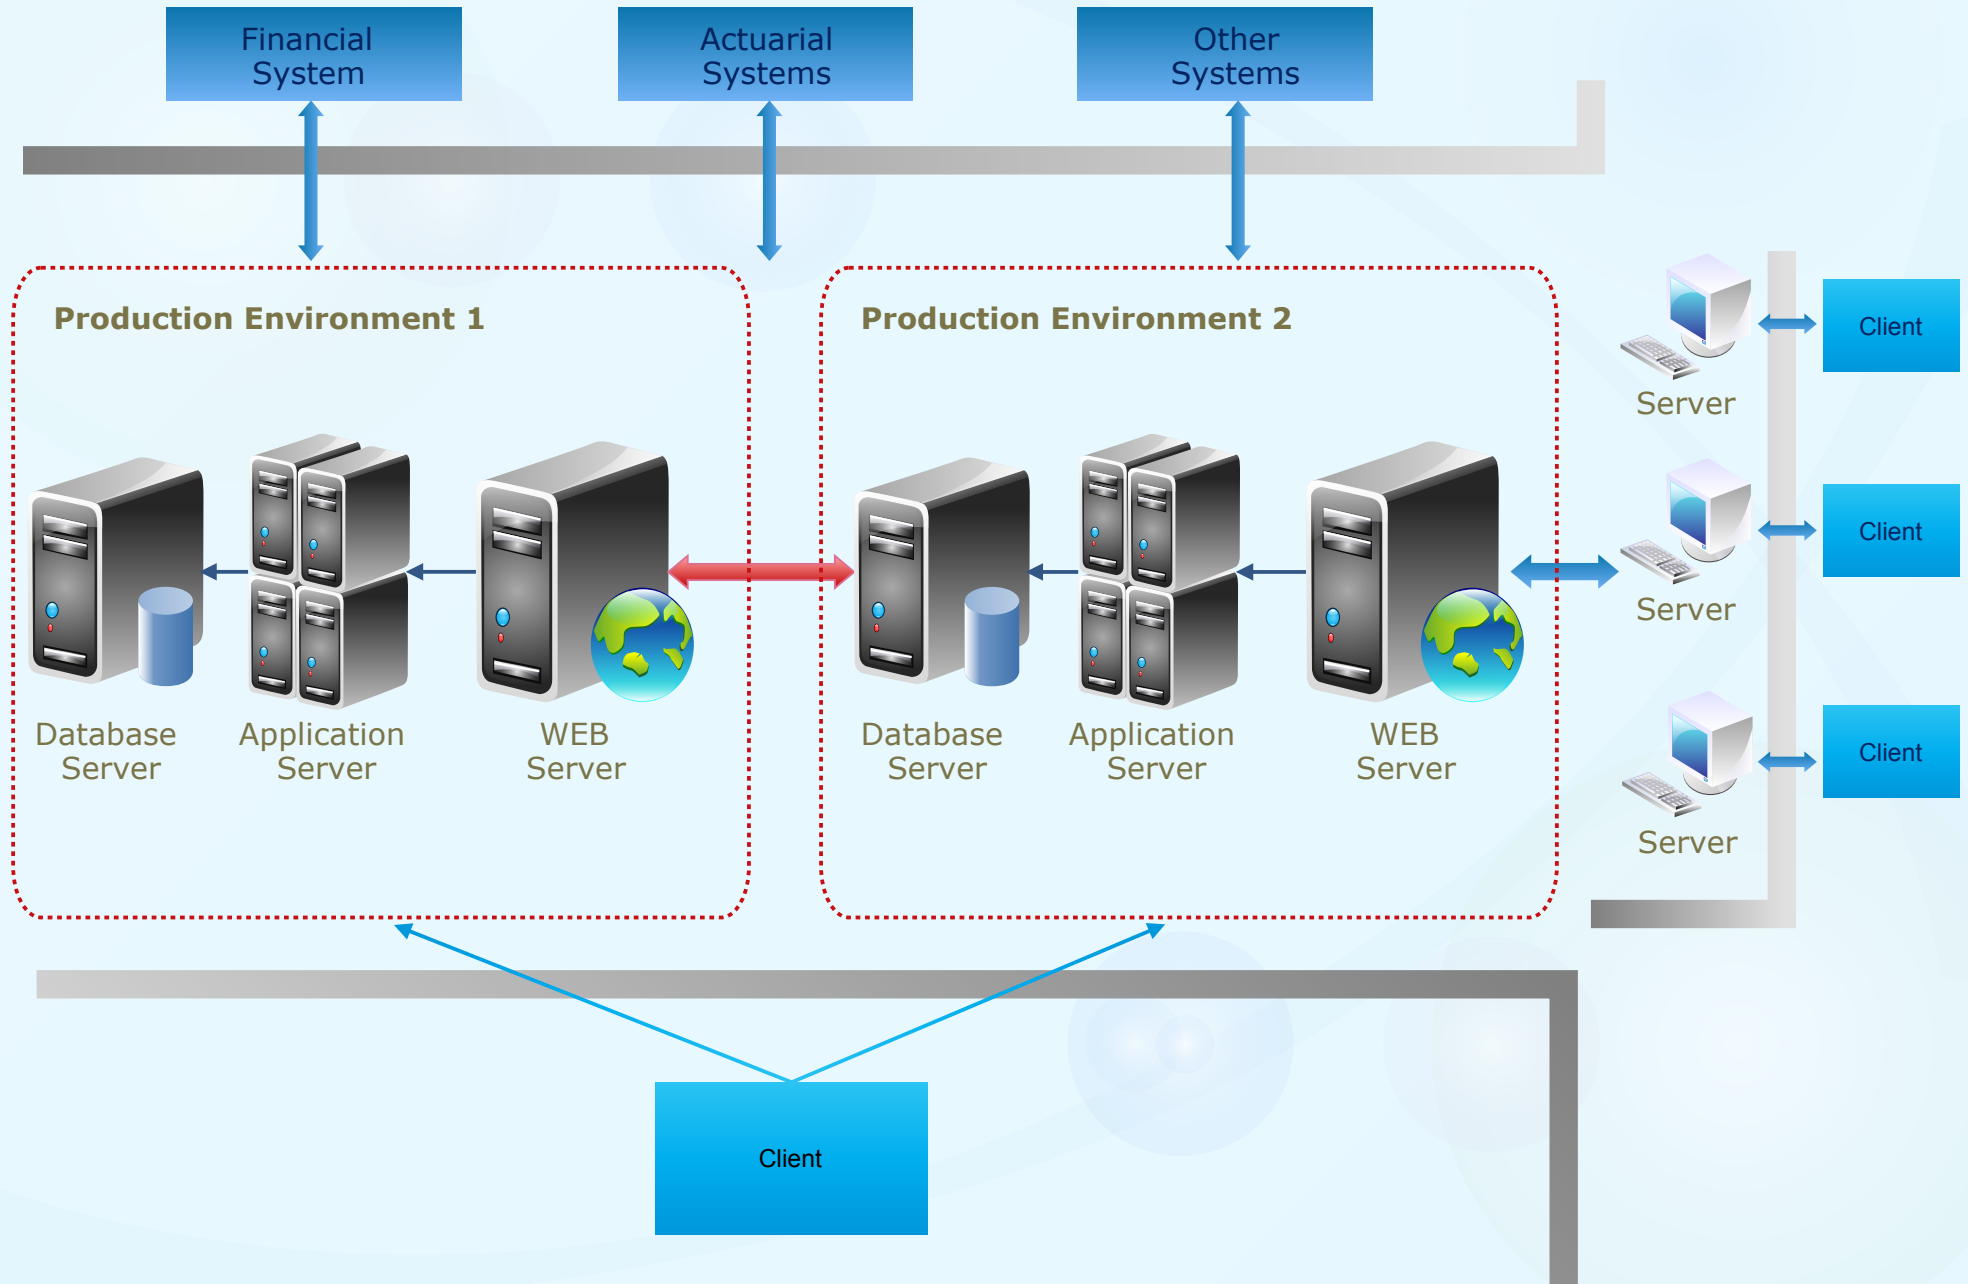 Financial
System
Actuarial
Systems
Other
Systems
Production Environment 1
Production Environment 2
Database
Server
Application
Server
WEB
Server
Database
Server
Application
Server
WEB
Server
Server
Client
Server
Client
Server
Client
Client